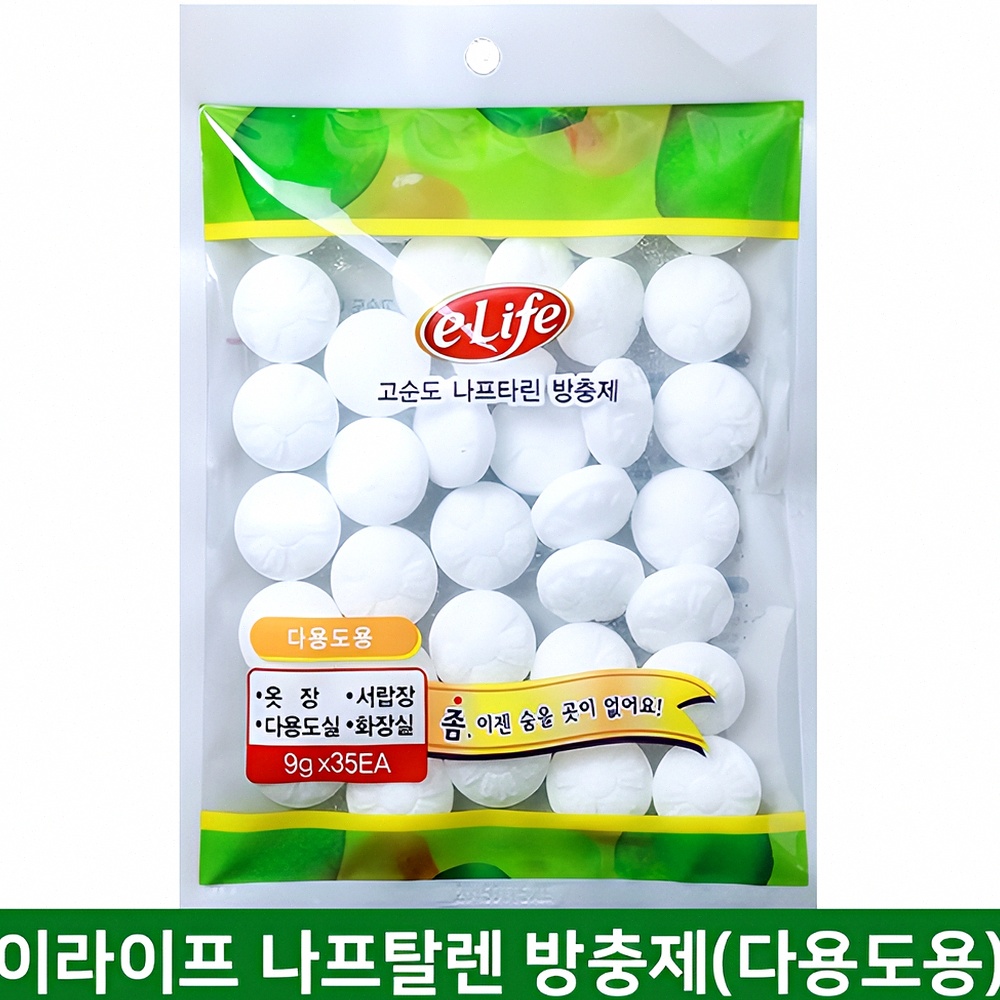 e·Life
고순도 나프타린 방충제
다용도용
•옷 장 •서랍장
•다용도실 •화장실
9g x35EA
좀, 이젠 숨을 곳이 없어요!
이라이프 나프탈렌 방충제(다용도용)